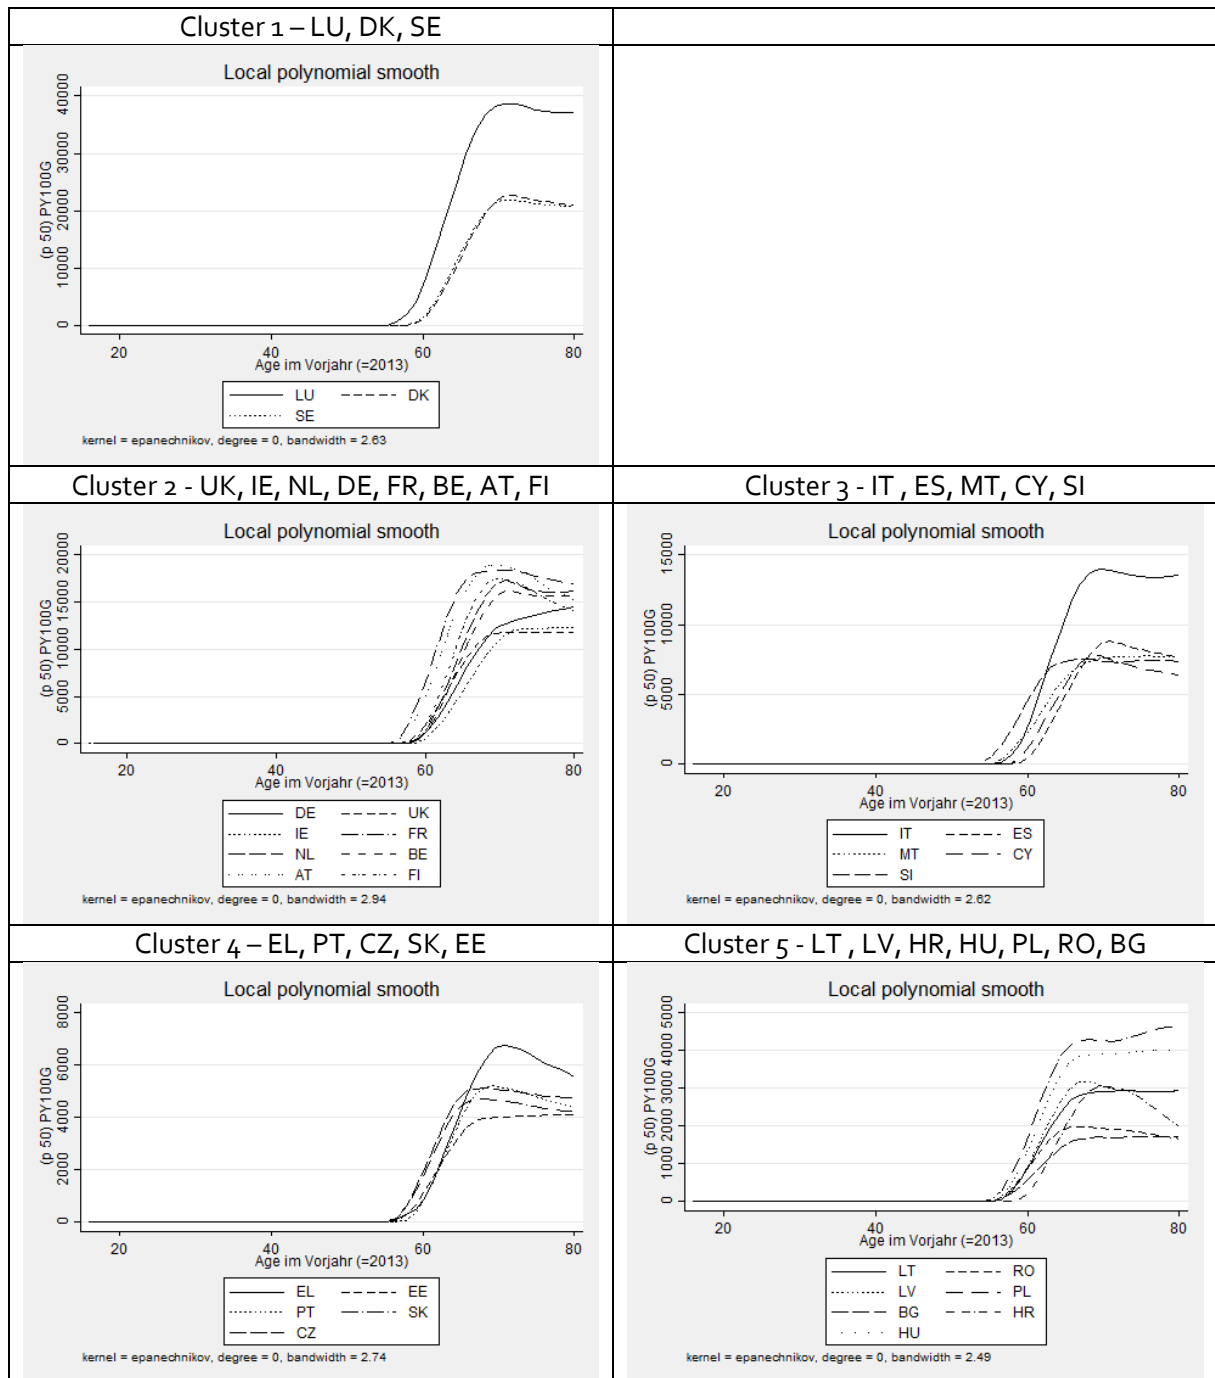 Cluster 1 – LU, DK, SE
Local polynomial smooth
(p 50) PY100G
40000
30000
20000
10000
0
20 40 60 80
Age im Vorjahr (=2013)
LU DK
SE
kernel = epanechnikov, degree = 0, bandwidth = 2.63
Cluster 2 - UK, IE, NL, DE, FR, BE, AT, FI
Local polynomial smooth
(p 50) PY100G
20000
15000
10000
5000
0
20 40 60 80
Age im Vorjahr (=2013)
DE UK
IE FR
NL BE
AT FI
kernel = epanechnikov, degree = 0, bandwidth = 2.94
Cluster 3 - IT , ES, MT, CY, SI
Local polynomial smooth
(p 50) PY100G
15000
10000
5000
0
20 40 60 80
Age im Vorjahr (=2013)
IT ES
MT CY
SI
kernel = epanechnikov, degree = 0, bandwidth = 2.62
Cluster 4 – EL, PT, CZ, SK, EE
Local polynomial smooth
(p 50) PY100G
8000
6000
4000
2000
0
20 40 60 80
Age im Vorjahr (=2013)
EL EE
PT SK
CZ
kernel = epanechnikov, degree = 0, bandwidth = 2.74
Cluster 5 - LT , LV, HR, HU, PL, RO, BG
Local polynomial smooth
(p 50) PY100G
5000
4000
3000
2000
1000
0
20 40 60 80
Age im Vorjahr (=2013)
LT RO
LV PL
BG HR
HU
kernel = epanechnikov, degree = 0, bandwidth = 2.49